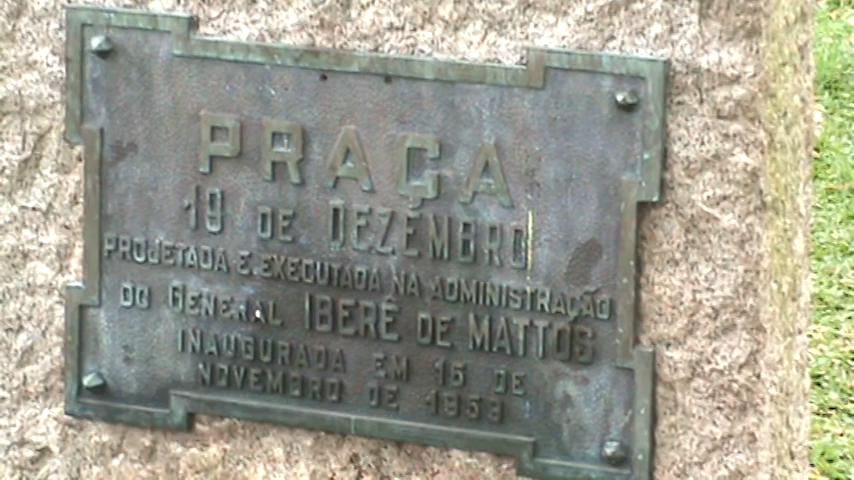 PRAÇA
19 DE DEZEMBRO
PROJETADA E EXECUTADA NA ADMINISTRAÇÃO
DO GENERAL IBERÊ DE MATTOS
INAUGURADA EM 15 DE
NOVEMBRO DE